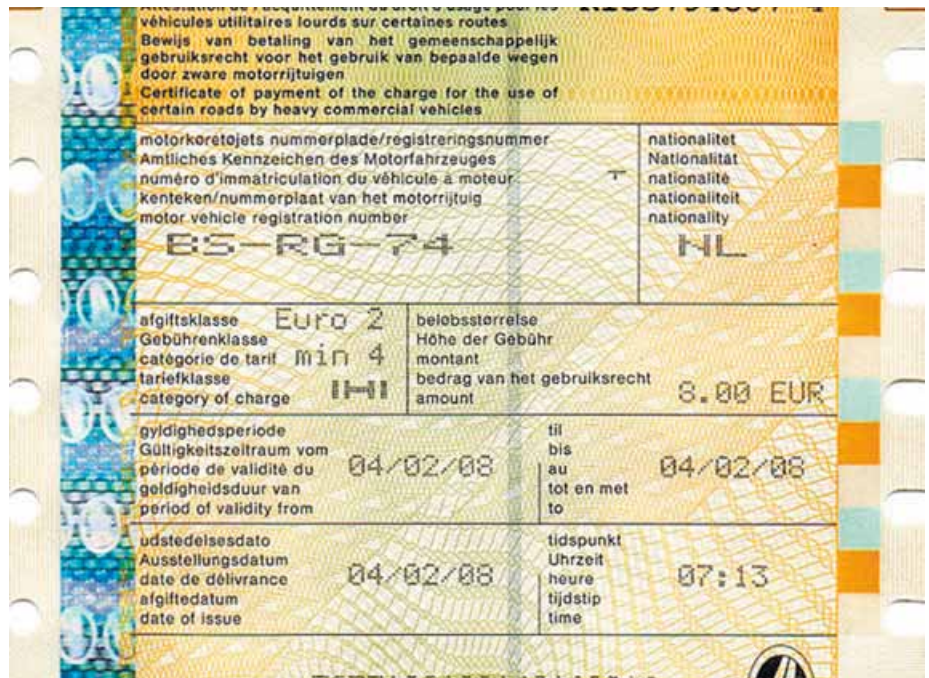 véhicules utilitaires lourds sur certaines routes
Bewijs van betaling van het gemeenschappelijk
gebruiksrecht voor het gebruik van bepaalde wegen
door zware motorrijtuigen
Certificate of payment of the charge for the use of
certain roads by heavy commercial vehicles
motorkøretøjets nummerplade/registreringsnummer
Amtliches Kennzeichen des Motorfahrzeuges
numéro d'immatriculation du véhicule a moteur
kenteken/nummerplaat van het motorrijtuig
motor vehicle registration number
BS-RG-74
nationalitet
Nationalität
nationalité
nationaliteit
nationality
NL
afgiftsklasse Euro 2
Gebührenklasse
catégorie de tarif min 4
tariefklasse
category of charge
beløbsstørrelse
Höhe der Gebühr
montant
bedrag van het gebruiksrecht
amount 8.00 EUR
gyldighedsperiode
Gültigkeitszeitraum vom
période de validité du 04/02/08
geldigheidsduur van
period of validity from
til
bis
au 04/02/08
tot en met
to
udstedelsesdato
Ausstellungsdatum
date de délivrance 04/02/08
afgiftedatum
date of issue
tidspunkt
Uhrzeit
heure 07:13
tijdstip
time